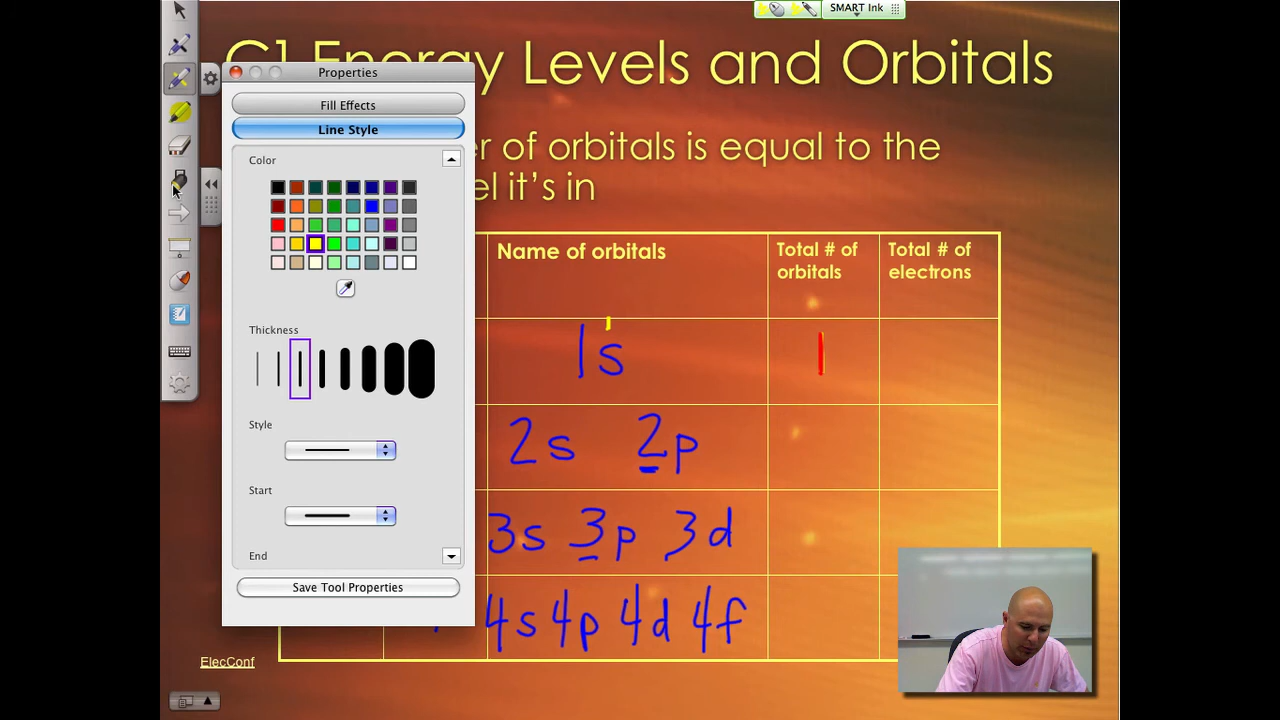 SMART Ink
C1 Energy Levels and Orbitals
Properties
Fill Effects
Line Style
er of orbitals is equal to the
el it's in
Color
Thickness
Style
Start
End
Save Tool Properties
Name of orbitals
Total # of orbitals
Total # of electrons
1s
1
2s 2p
3s 3p 3d
4s 4p 4d 4f
ElecConf